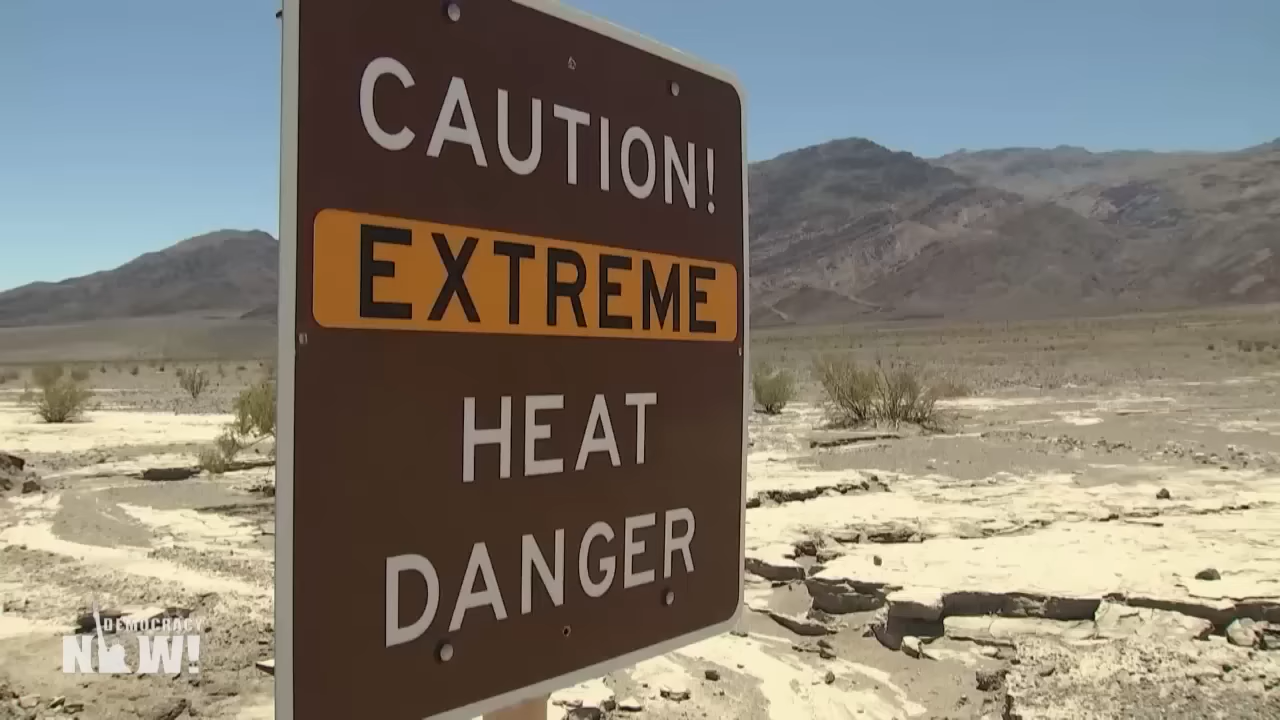 CAUTION!
EXTREME
HEAT
DANGER
DEMOCRACY
NOW!